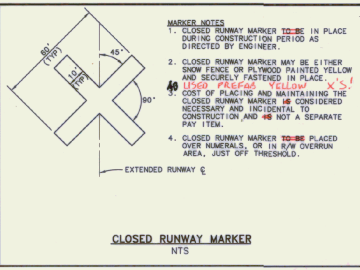 MARKER NOTES
1. CLOSED RUNWAY MARKER TO BE IN PLACE
DURING CONSTRUCTION PERIOD AS
DIRECTED BY ENGINEER.
2. CLOSED RUNWAY MARKER MAY BE EITHER
SNOW FENCE OR PLYWOOD PAINTED YELLOW
AND SECURELY FASTENED IN PLACE.
USED PREFAB YELLOW X'S!
3. COST OF PLACING AND MAINTAINING THE
CLOSED RUNWAY MARKER IS CONSIDERED
NECESSARY AND INCIDENTAL TO
CONSTRUCTION AND IS NOT A SEPARATE
PAY ITEM.
4. CLOSED RUNWAY MARKER TO BE PLACED
OVER NUMERALS, OR IN R/W OVERRUN
AREA, JUST OFF THRESHOLD.
60'
(TYP)
10'
(TYP)
45°
90°
EXTENDED RUNWAY ℄
CLOSED RUNWAY MARKER
NTS